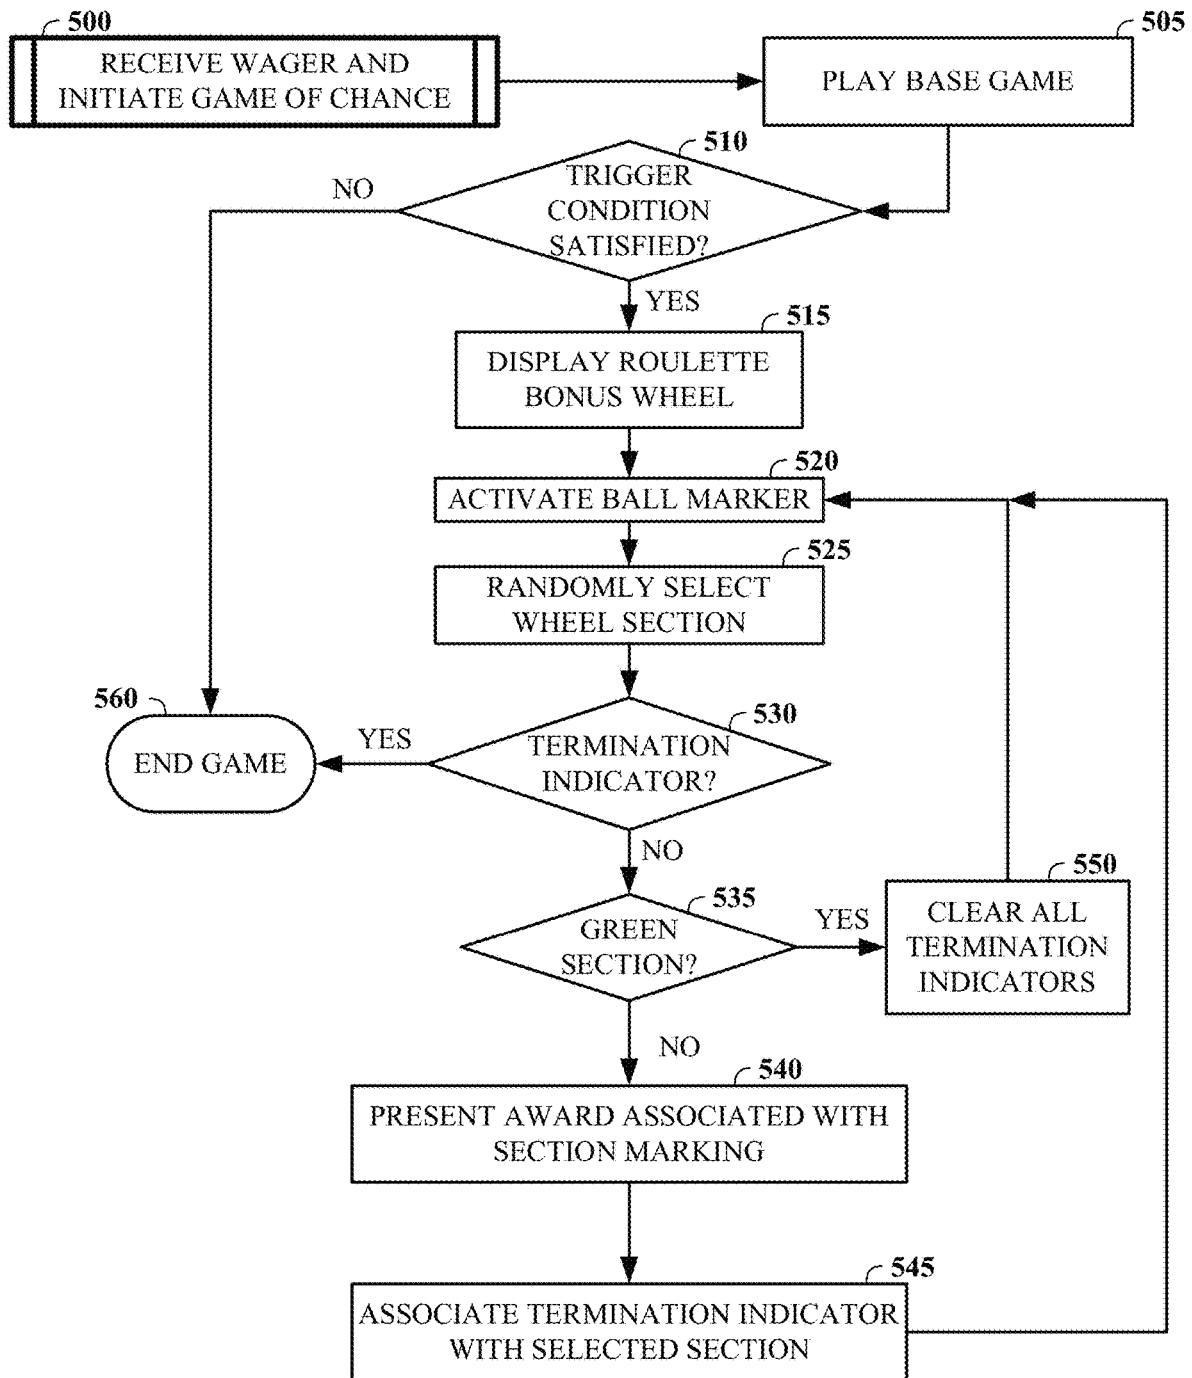 500
RECEIVE WAGER AND
INITIATE GAME OF CHANCE
505
PLAY BASE GAME
510
TRIGGER
CONDITION
SATISFIED?
NO
YES
515
DISPLAY ROULETTE
BONUS WHEEL
520
ACTIVATE BALL MARKER
525
RANDOMLY SELECT
WHEEL SECTION
530
TERMINATION
INDICATOR?
YES
560
END GAME
NO
535
GREEN
SECTION?
YES
550
CLEAR ALL
TERMINATION
INDICATORS
NO
540
PRESENT AWARD ASSOCIATED WITH
SECTION MARKING
545
ASSOCIATE TERMINATION INDICATOR
WITH SELECTED SECTION